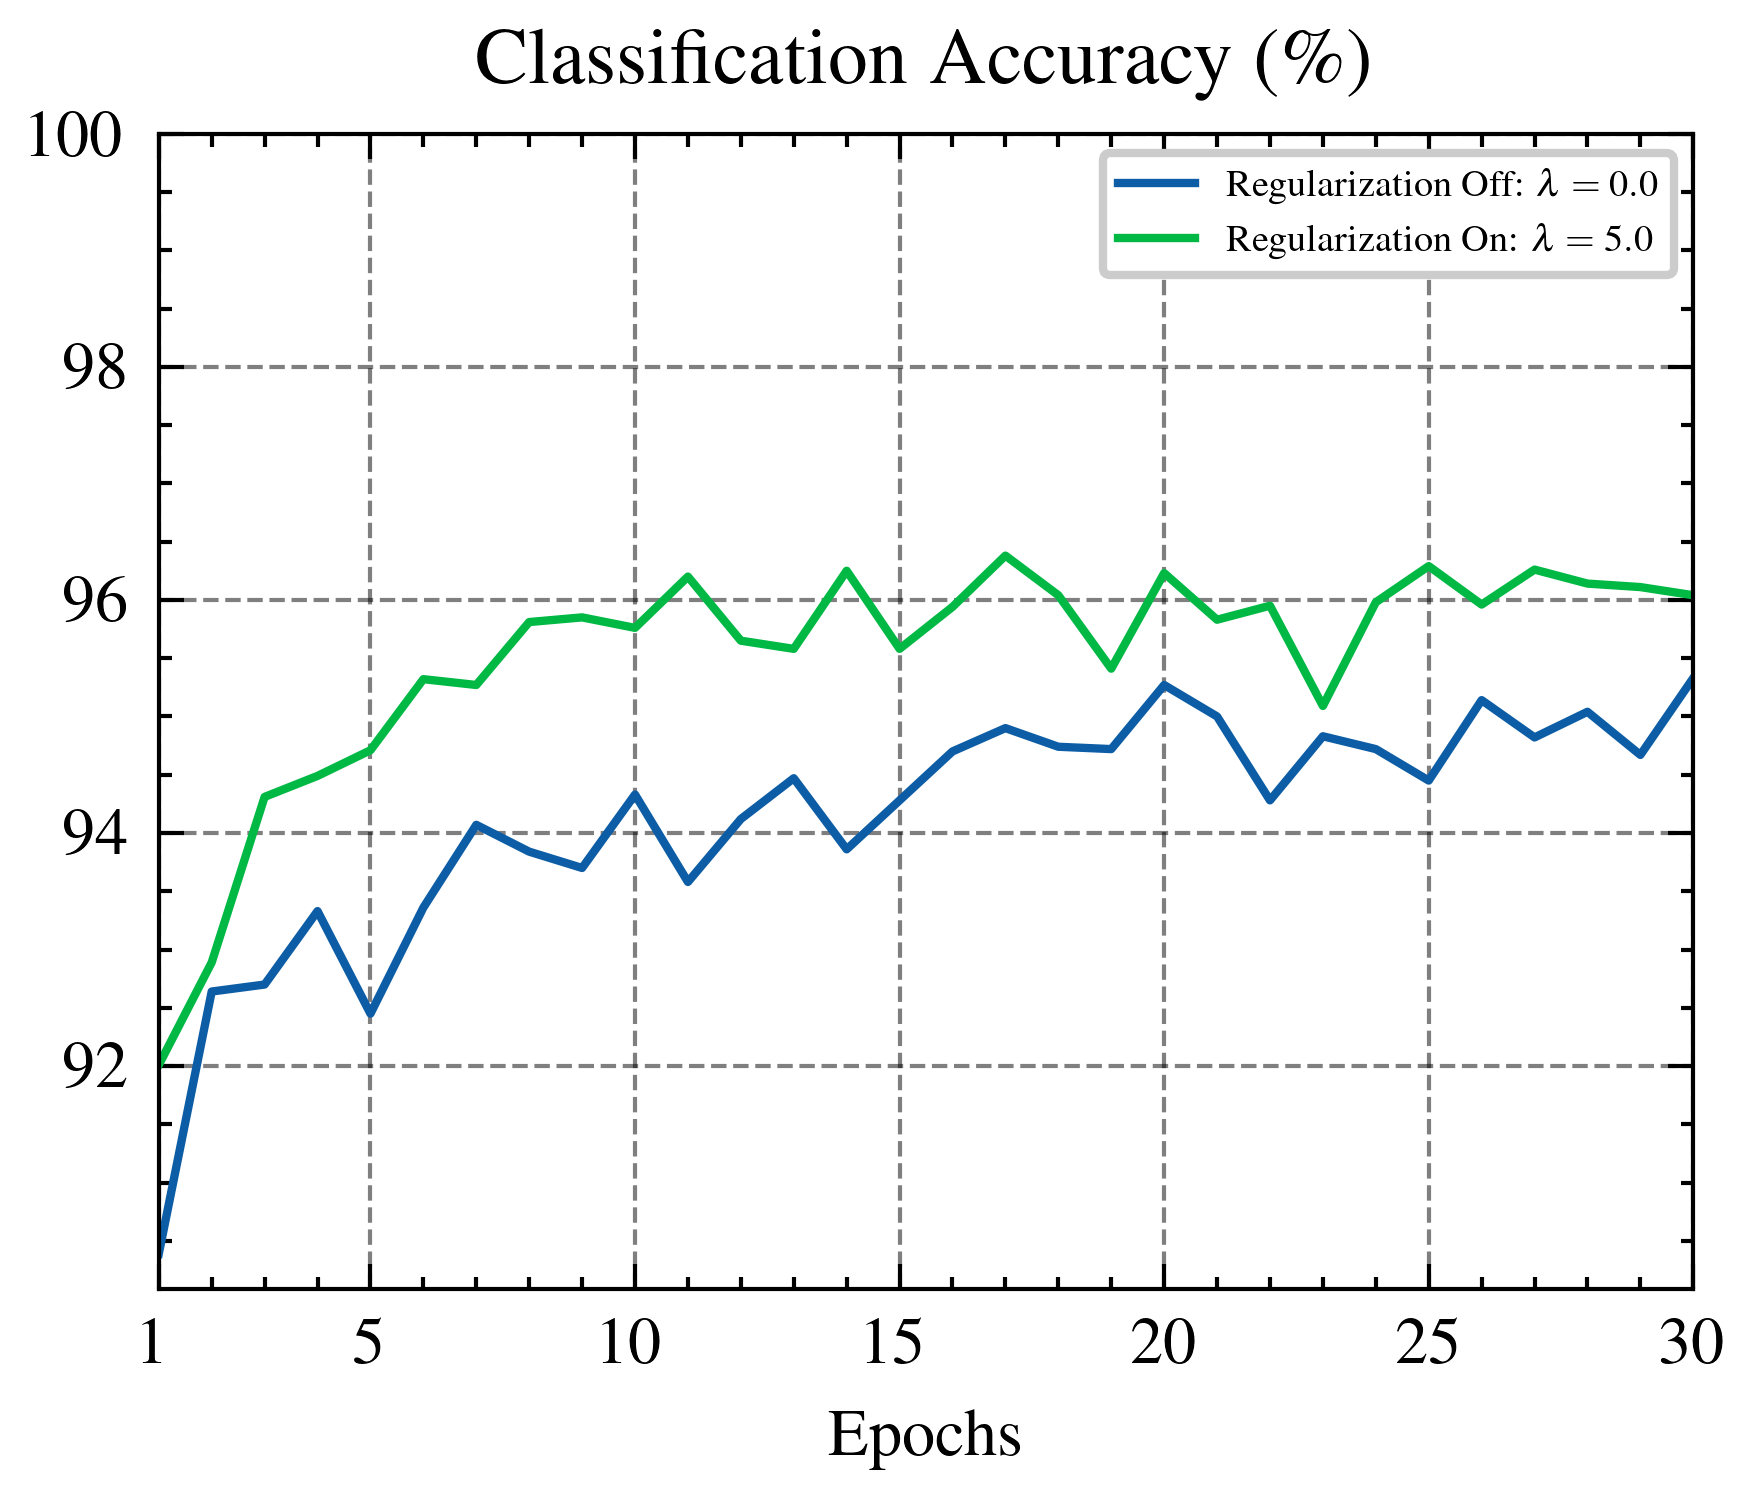 Classification Accuracy (%)
100
98
96
94
92
Regularization Off: λ = 0.0
Regularization On: λ = 5.0
1 5 10 15 20 25 30
Epochs